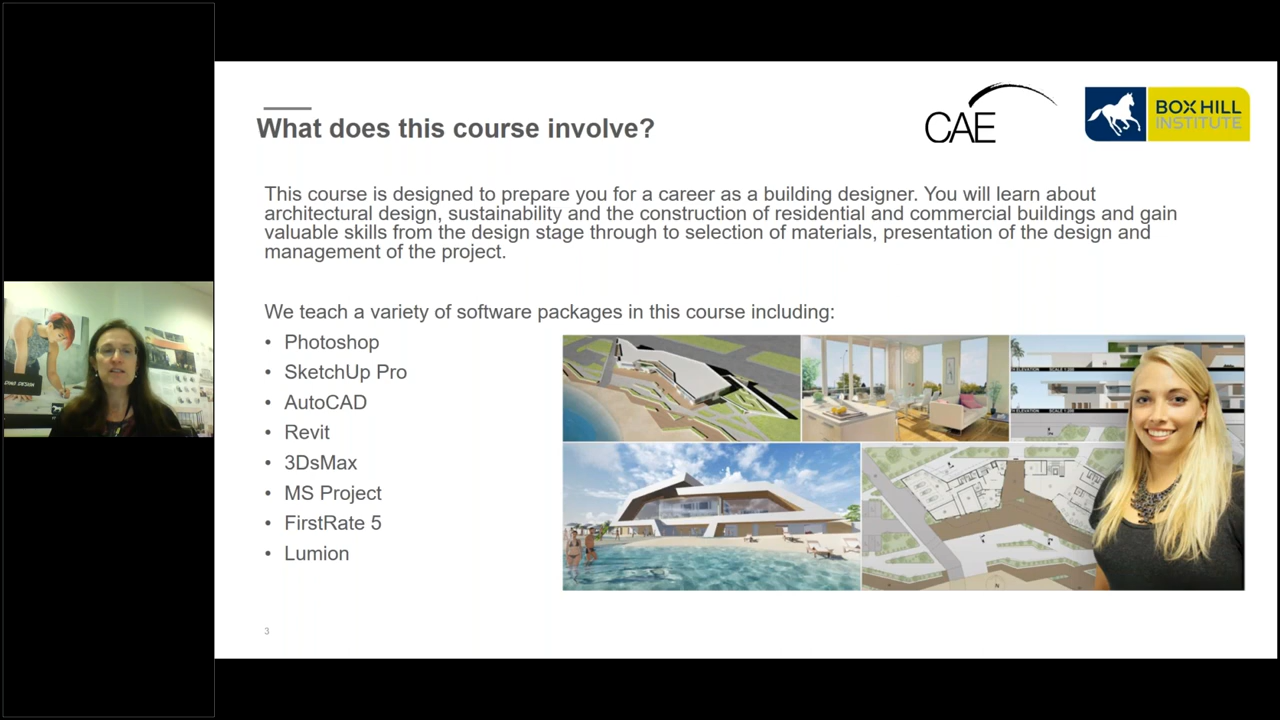 What does this course involve?
CAE
BOX HILL
INSTITUTE
This course is designed to prepare you for a career as a building designer. You will learn about
architectural design, sustainability and the construction of residential and commercial buildings and gain
valuable skills from the design stage through to selection of materials, presentation of the design and
management of the project.
We teach a variety of software packages in this course including:
• Photoshop
• SketchUp Pro
• AutoCAD
• Revit
• 3DsMax
• MS Project
• FirstRate 5
• Lumion
3